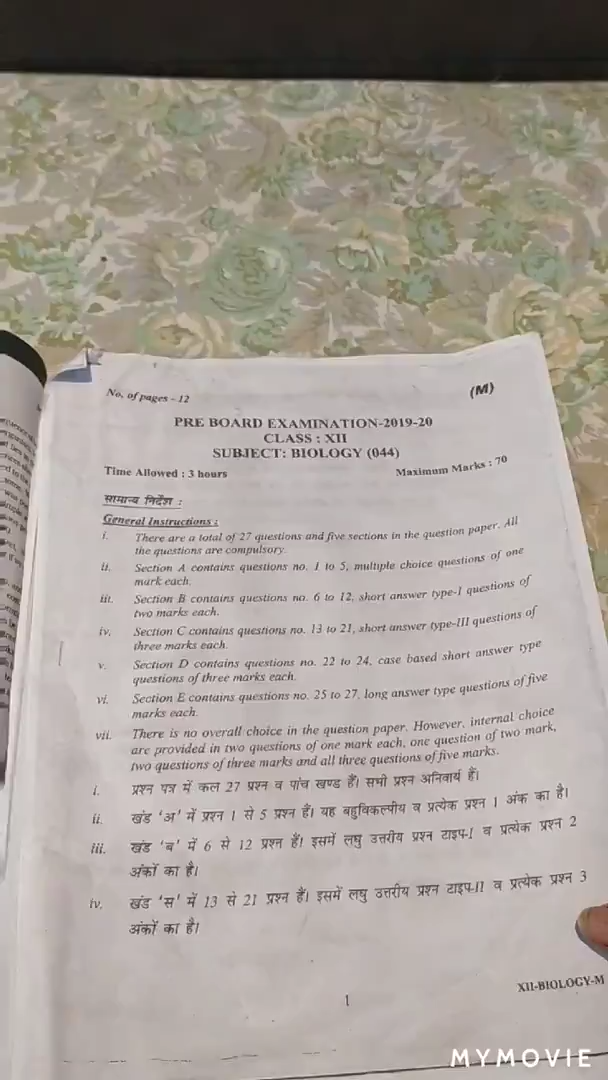 No. of pages - 12
(M)
PRE BOARD EXAMINATION-2019-20
CLASS : XII
SUBJECT: BIOLOGY (044)
Time Allowed : 3 hours
Maximum Marks : 70
सामान्य निर्देश :
General Instructions :
i. There are a total of 27 questions and five sections in the question paper. All
the questions are compulsory.
ii. Section A contains questions no. 1 to 5, multiple choice questions of one
mark each.
iii. Section B contains questions no. 6 to 12, short answer type-I questions of
two marks each.
iv. Section C contains questions no. 13 to 21, short answer type-III questions of
three marks each.
v. Section D contains questions no. 22 to 24, case based short answer type
questions of three marks each.
vi. Section E contains questions no. 25 to 27, long answer type questions of five
marks each.
vii. There is no overall choice in the question paper. However, internal choice
are provided in two questions of one mark each, one question of two mark,
two questions of three marks and all three questions of five marks.
i. प्रश्न पत्र में कल 27 प्रश्न व पांच खण्ड हैं। सभी प्रश्न अनिवार्य हैं।
ii. खंड 'अ' में प्रश्न 1 से 5 प्रश्न हैं। यह बहुविकल्पीय व प्रत्येक प्रश्न 1 अंक का है।
iii. खंड 'ब' में 6 से 12 प्रश्न हैं। इसमें लघु उत्तरीय प्रश्न टाइप-I व प्रत्येक प्रश्न 2
अंकों का है।
iv. खंड 'स' में 13 से 21 प्रश्न हैं। इसमें लघु उत्तरीय प्रश्न टाइप-II व प्रत्येक प्रश्न 3
अंकों का है।
XII-BIOLOGY-M
1
MYMOVIE